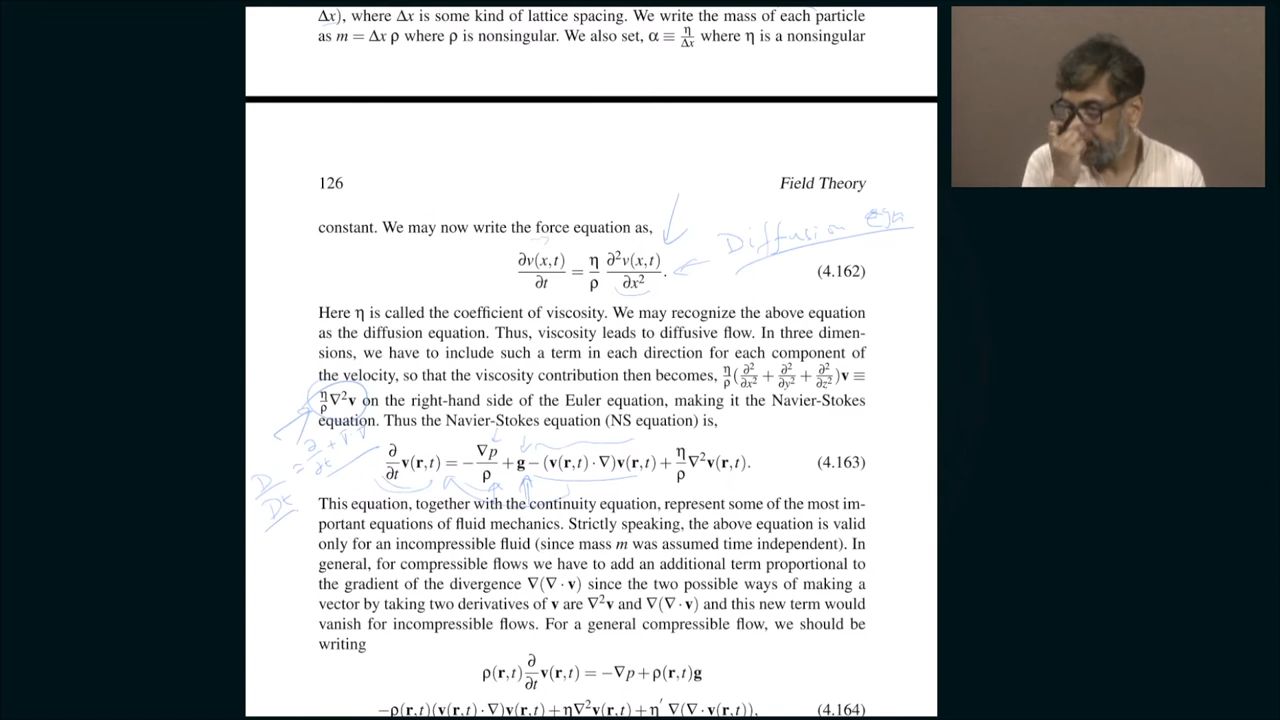 Δx), where Δx is some kind of lattice spacing. We write the mass of each particle
as m = Δx ρ where ρ is nonsingular. We also set, α ≡ η/Δx where η is a nonsingular
126 Field Theory
constant. We may now write the force equation as,
Diffusion eqn
∂v(x,t)/∂t = η/ρ ∂²v(x,t)/∂x². (4.162)
Here η is called the coefficient of viscosity. We may recognize the above equation
as the diffusion equation. Thus, viscosity leads to diffusive flow. In three dimen-
sions, we have to include such a term in each direction for each component of
the velocity, so that the viscosity contribution then becomes, η/ρ(∂²/∂x² + ∂²/∂y² + ∂²/∂z²)v ≡
η/ρ∇²v on the right-hand side of the Euler equation, making it the Navier-Stokes
equation. Thus the Navier-Stokes equation (NS equation) is,
D/Dt = ∂/∂t + v·∇
∂/∂t v(r,t) = −∇p/ρ + g − (v(r,t)·∇)v(r,t) + η/ρ∇²v(r,t). (4.163)
This equation, together with the continuity equation, represent some of the most im-
portant equations of fluid mechanics. Strictly speaking, the above equation is valid
only for an incompressible fluid (since mass m was assumed time independent). In
general, for compressible flows we have to add an additional term proportional to
the gradient of the divergence ∇(∇·v) since the two possible ways of making a
vector by taking two derivatives of v are ∇²v and ∇(∇·v) and this new term would
vanish for incompressible flows. For a general compressible flow, we should be
writing
ρ(r,t)∂/∂t v(r,t) = −∇p + ρ(r,t)g
−ρ(r,t)(v(r,t)·∇)v(r,t) + η∇²v(r,t) + η′ ∇(∇·v(r,t)), (4.164)